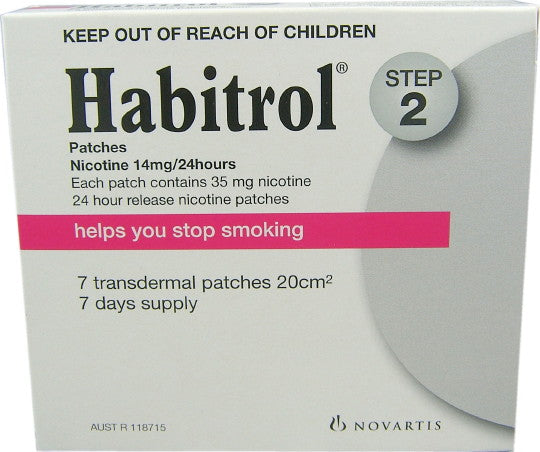 KEEP OUT OF REACH OF CHILDREN
Habitrol®
STEP
2
Patches
Nicotine 14mg/24hours
Each patch contains 35 mg nicotine
24 hour release nicotine patches
helps you stop smoking
7 transdermal patches 20cm²
7 days supply
AUST R 118715
NOVARTIS